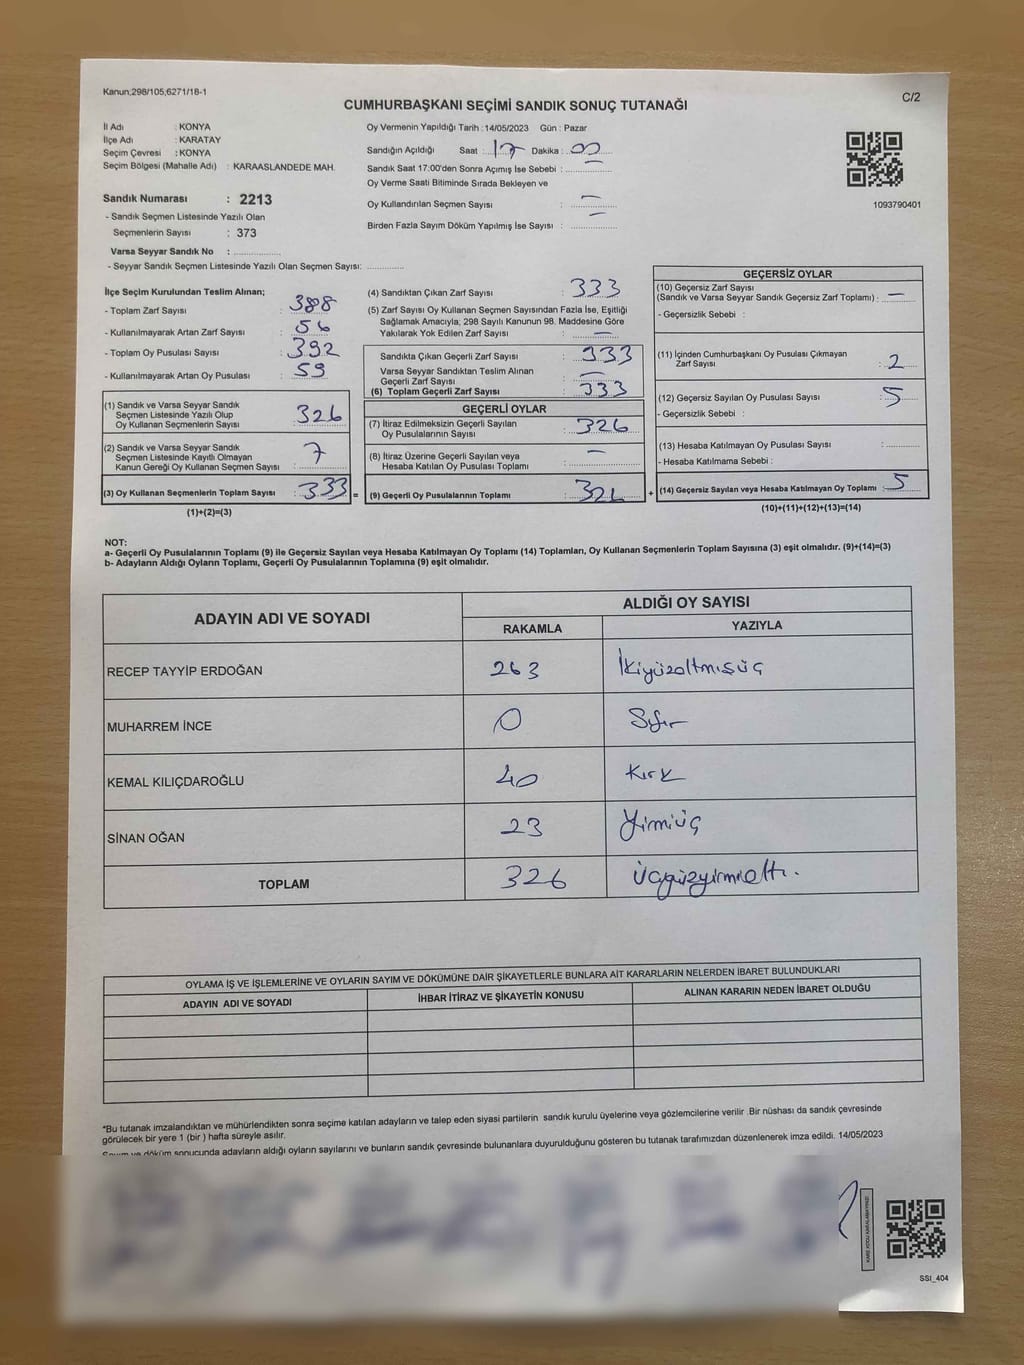 Kanun;298/105;6271/18-1
C/2
CUMHURBAŞKANI SEÇİMİ SANDIK SONUÇ TUTANAĞI
İl Adı : KONYA
İlçe Adı : KARATAY
Seçim Çevresi : KONYA
Seçim Bölgesi (Mahalle Adı) : KARAASLANDEDE MAH.
Sandık Numarası : 2213
- Sandık Seçmen Listesinde Yazılı Olan
Seçmenlerin Sayısı : 373
Varsa Seyyar Sandık No : ...............
- Seyyar Sandık Seçmen Listesinde Yazılı Olan Seçmen Sayısı: ............
Oy Vermenin Yapıldığı Tarih : 14/05/2023 Gün : Pazar
Sandığın Açıldığı Saat : 17 Dakika : 00
Sandık Saat 17:00'den Sonra Açımış İse Sebebi : ...............
Oy Verme Saati Bitiminde Sırada Bekleyen ve
Oy Kullandırılan Seçmen Sayısı : —
Birden Fazla Sayım Döküm Yapılmış İse Sayısı : —
1093790401
İlçe Seçim Kurulundan Teslim Alınan;
- Toplam Zarf Sayısı : 388
- Kullanılmayarak Artan Zarf Sayısı : 56
- Toplam Oy Pusulası Sayısı : 392
- Kullanılmayarak Artan Oy Pusulası : 59
(1) Sandık ve Varsa Seyyar Sandık
Seçmen Listesinde Yazılı Olup
Oy Kullanan Seçmenlerin Sayısı : 326
(2) Sandık ve Varsa Seyyar Sandık
Seçmen Listesinde Kayıtlı Olmayan
Kanun Gereği Oy Kullanan Seçmen Sayısı : 7
(3) Oy Kullanan Seçmenlerin Toplam Sayısı : 333 =
(1)+(2)=(3)
(4) Sandıktan Çıkan Zarf Sayısı : 333
(5) Zarf Sayısı Oy Kullanan Seçmen Sayısından Fazla İse, Eşitliği
Sağlamak Amacıyla; 298 Sayılı Kanunun 98. Maddesine Göre
Yakılarak Yok Edilen Zarf Sayısı : —
Sandıkta Çıkan Geçerli Zarf Sayısı : 333
Varsa Seyyar Sandıktan Teslim Alınan
Geçerli Zarf Sayısı : —
(6) Toplam Geçerli Zarf Sayısı : 333
GEÇERLİ OYLAR
(7) İtiraz Edilmeksizin Geçerli Sayılan
Oy Pusulalarının Sayısı : 326
(8) İtiraz Üzerine Geçerli Sayılan veya
Hesaba Katılan Oy Pusulası Toplamı : —
(9) Geçerli Oy Pusulalarının Toplamı : 326 +
GEÇERSİZ OYLAR
(10) Geçersiz Zarf Sayısı
(Sandık ve Varsa Seyyar Sandık Geçersiz Zarf Toplamı) : —
- Geçersizlik Sebebi :
(11) İçinden Cumhurbaşkanı Oy Pusulası Çıkmayan
Zarf Sayısı : 2
(12) Geçersiz Sayılan Oy Pusulası Sayısı : 5
- Geçersizlik Sebebi :
(13) Hesaba Katılmayan Oy Pusulası Sayısı : ............
- Hesaba Katılmama Sebebi :
(14) Geçersiz Sayılan veya Hesaba Katılmayan Oy Toplamı : 5
(10)+(11)+(12)+(13)=(14)
NOT:
a- Geçerli Oy Pusulalarının Toplamı (9) ile Geçersiz Sayılan veya Hesaba Katılmayan Oy Toplamı (14) Toplamları, Oy Kullanan Seçmenlerin Toplam Sayısına (3) eşit olmalıdır. (9)+(14)=(3)
b- Adayların Aldığı Oyların Toplamı, Geçerli Oy Pusulalarının Toplamına (9) eşit olmalıdır.
ADAYIN ADI VE SOYADI
ALDIĞI OY SAYISI
RAKAMLA YAZIYLA
RECEP TAYYİP ERDOĞAN 263 İkiyüzaltmışüç
MUHARREM İNCE 0 Sıfır
KEMAL KILIÇDAROĞLU 40 Kırk
SİNAN OĞAN 23 Yirmiüç
TOPLAM 326 Üçyüzyirmialtı.
OYLAMA İŞ VE İŞLEMLERİNE VE OYLARIN SAYIM VE DÖKÜMÜNE DAİR ŞİKAYETLERLE BUNLARA AİT KARARLARIN NELERDEN İBARET BULUNDUKLARI
ADAYIN ADI VE SOYADI İHBAR İTİRAZ VE ŞİKAYETİN KONUSU ALINAN KARARIN NEDEN İBARET OLDUĞU
*Bu tutanak imzalandıktan ve mühürlendikten sonra seçime katılan adayların ve talep eden siyasi partilerin sandık kurulu üyelerine veya gözlemcilerine verilir .Bir nüshası da sandık çevresinde
görülecek bir yere 1 (bir ) hafta süreyle asılır.
Sayım ve döküm sonucunda adayların aldığı oyların sayılarını ve bunların sandık çevresinde bulunanlara duyurulduğunu gösteren bu tutanak tarafımızdan düzenlenerek imza edildi. 14/05/2023
SSİ_404